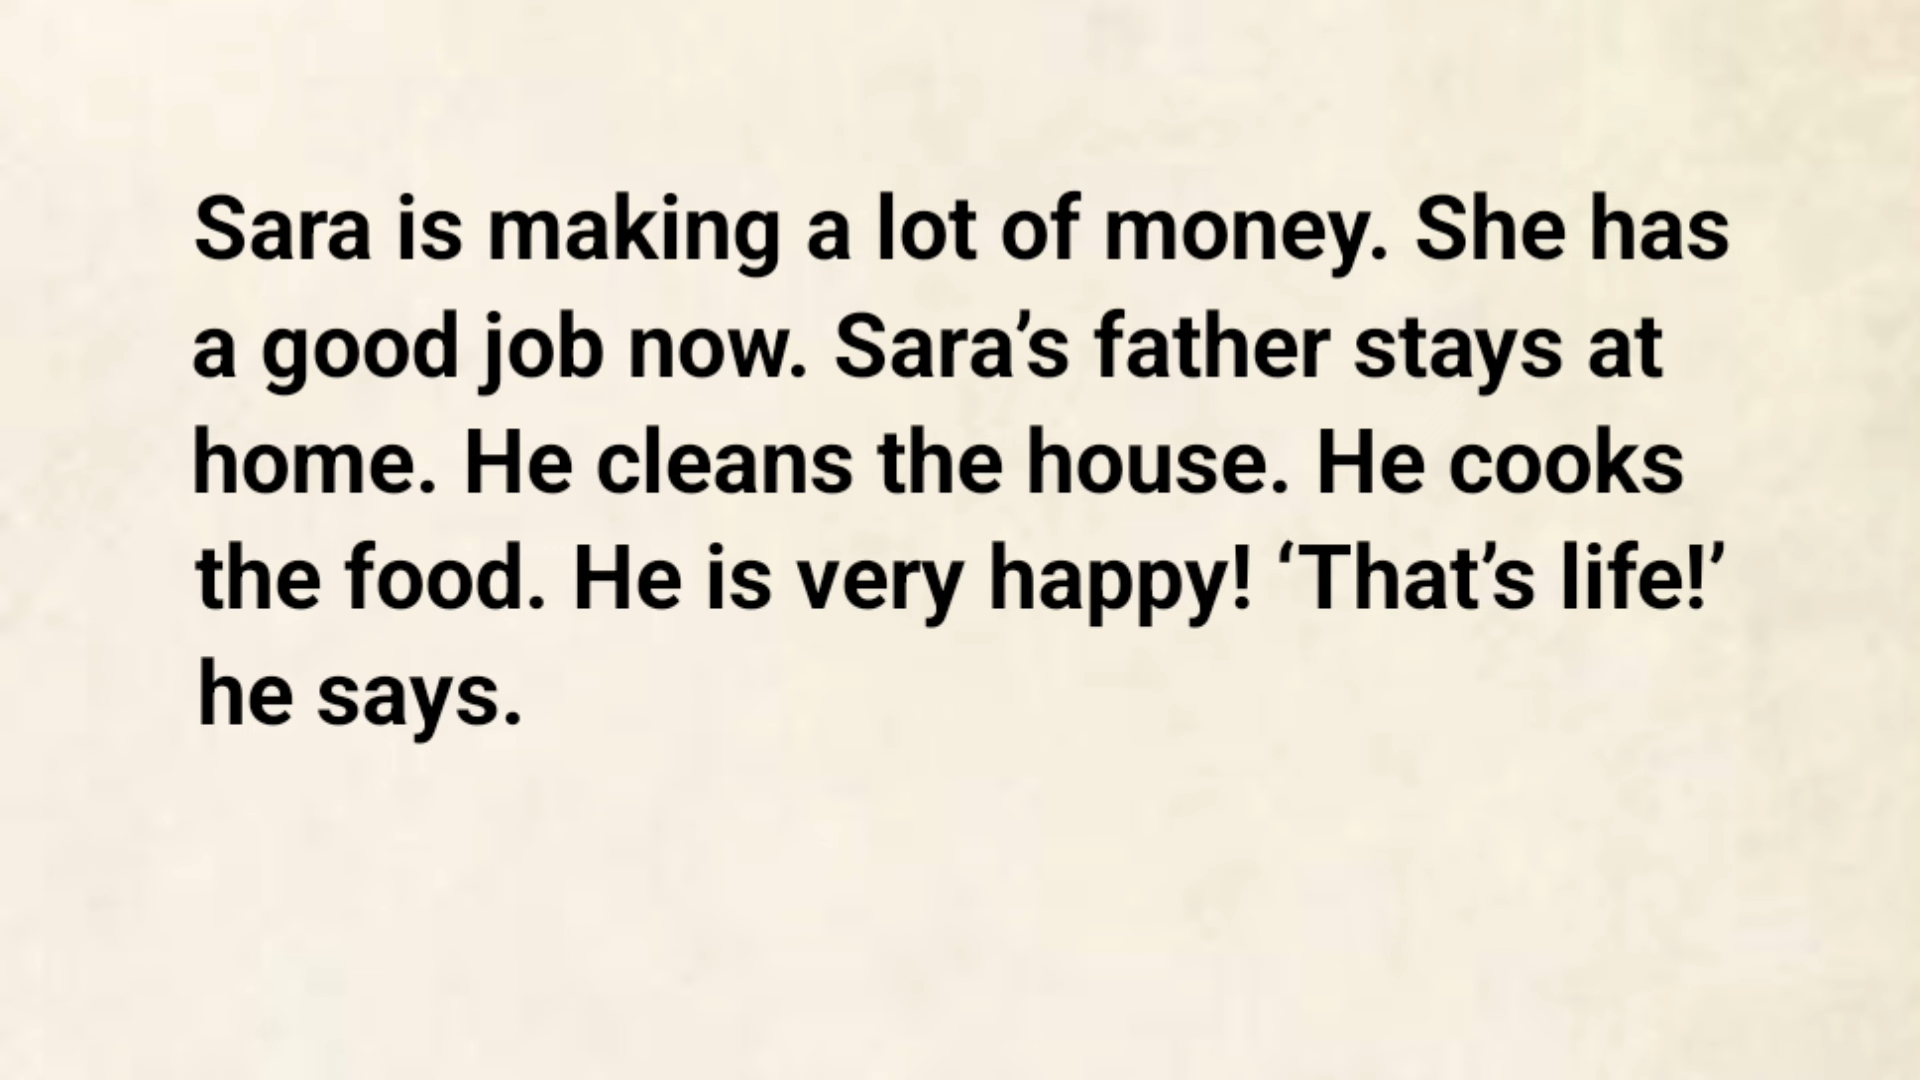 Sara is making a lot of money. She has
a good job now. Sara’s father stays at
home. He cleans the house. He cooks
the food. He is very happy! ‘That’s life!’
he says.